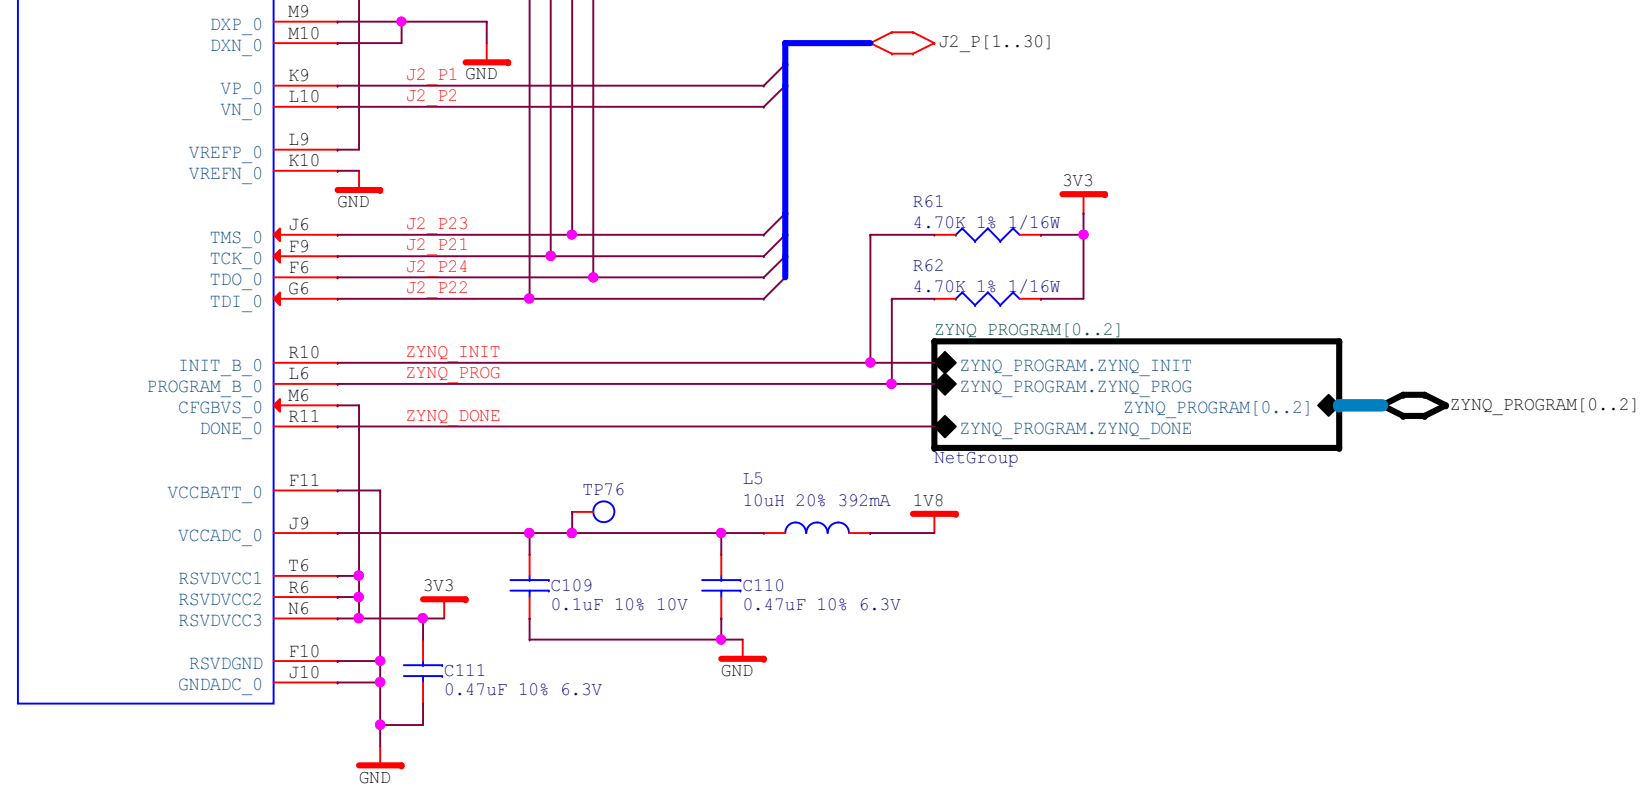 M9
DXP_0
M10
DXN_0
GND
J2_P[1..30]
K9
J2_P1
VP_0
L10
J2_P2
VN_0
L9
VREFP_0
K10
VREFN_0
GND
3V3
R61
4.70K 1% 1/16W
J6
J2_P23
TMS_0
F9
J2_P21
TCK_0
F6
J2_P24
TDO_0
G6
J2_P22
TDI_0
R62
4.70K 1% 1/16W
ZYNQ_PROGRAM[0..2]
R10
ZYNQ_INIT
INIT_B_0
ZYNQ_PROGRAM.ZYNQ_INIT
L6
ZYNQ_PROG
PROGRAM_B_0
ZYNQ_PROGRAM.ZYNQ_PROG
M6
CFGBVS_0
ZYNQ_PROGRAM[0..2]
ZYNQ_PROGRAM[0..2]
R11
ZYNQ_DONE
DONE_0
ZYNQ_PROGRAM.ZYNQ_DONE
NetGroup
F11
VCCBATT_0
TP76
L5
10uH 20% 392mA
1V8
J9
VCCADC_0
T6
RSVDVCC1
R6
RSVDVCC2
N6
RSVDVCC3
3V3
C109
0.1uF 10% 10V
C110
0.47uF 10% 6.3V
GND
F10
RSVDGND
J10
GNDADC_0
C111
0.47uF 10% 6.3V
GND